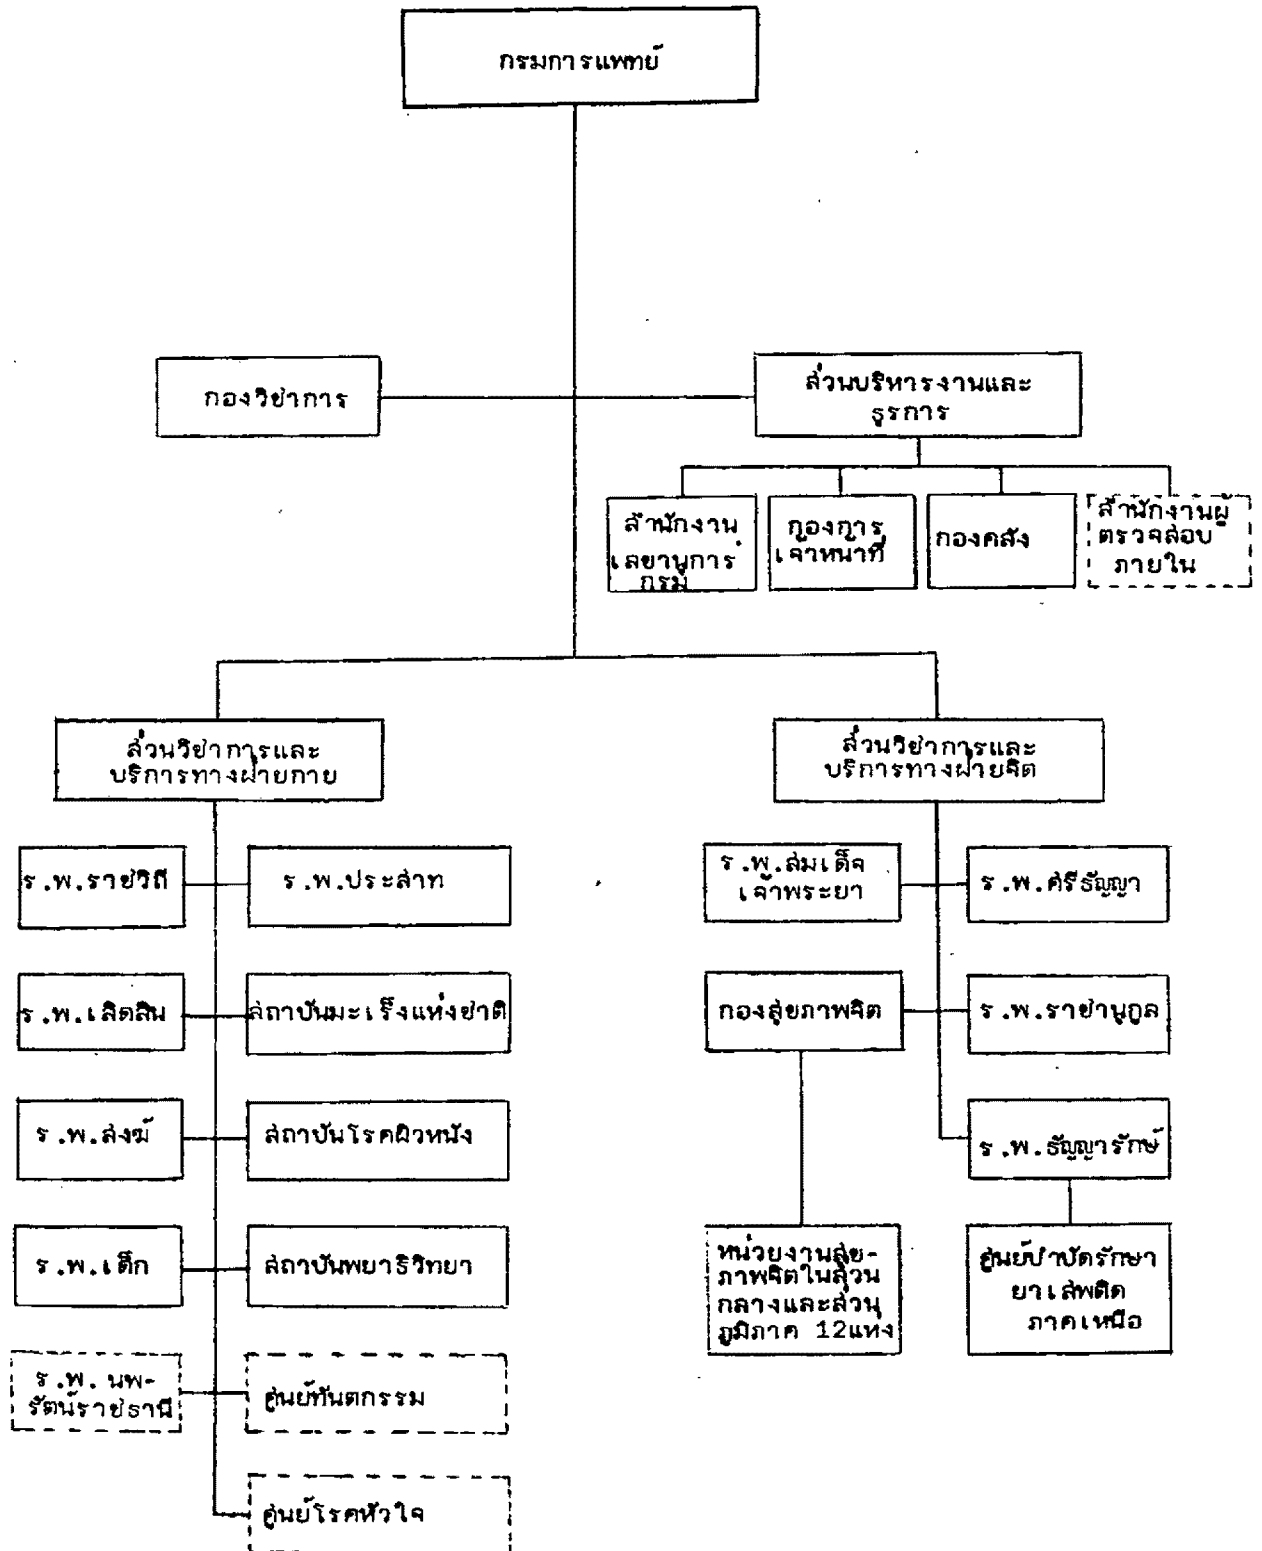 กรมการแพทย์
กองวิชาการ
ส่วนบริหารงานและ
ธุรการ
สำนักงาน
เลขานุการ
กรม
กองการ
เจ้าหน้าที่
กองคลัง
สำนักงานผู้
ตรวจสอบ
ภายใน
ส่วนวิชาการและ
บริการทางฝ่ายกาย
ส่วนวิชาการและ
บริการทางฝ่ายจิต
ร.พ.ราชวิถี
ร.พ.ประสาท
ร.พ.เลิดสิน
สถาบันมะเร็งแห่งชาติ
ร.พ.สงฆ์
สถาบันโรคผิวหนัง
ร.พ.เด็ก
สถาบันพยาธิวิทยา
ร.พ.นพ-
รัตน์ราชธานี
ศูนย์ทันตกรรม
ศูนย์โรคหัวใจ
ร.พ.สมเด็จ
เจ้าพระยา
ร.พ.ศรีธัญญา
กองสุขภาพจิต
ร.พ.ราชานุกูล
ร.พ.ธัญญารักษ์
หน่วยงานสุข-
ภาพจิตในส่วน
กลางและส่วน
ภูมิภาค 12แห่ง
ศูนย์บำบัดรักษา
ยาเสพติด
ภาคเหนือ